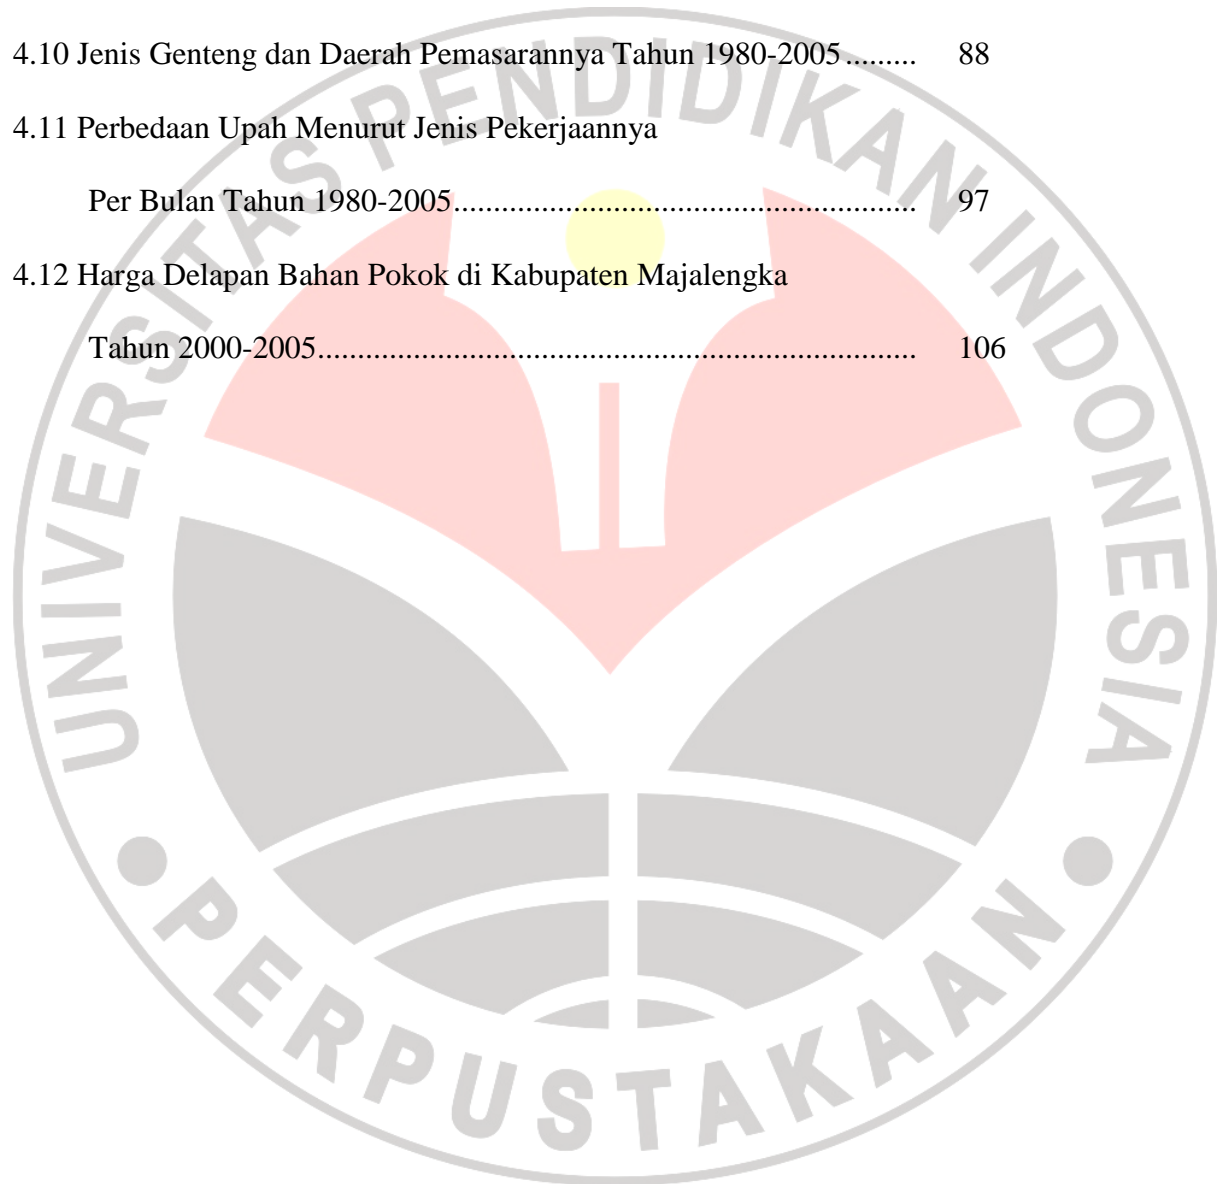 4.10 Jenis Genteng dan Daerah Pemasarannya Tahun 1980-2005......... 88
4.11 Perbedaan Upah Menurut Jenis Pekerjaannya
Per Bulan Tahun 1980-2005.......................................................... 97
4.12 Harga Delapan Bahan Pokok di Kabupaten Majalengka
Tahun 2000-2005........................................................................... 106
UNIVERSITAS PENDIDIKAN INDONESIA
PERPUSTAKAAN